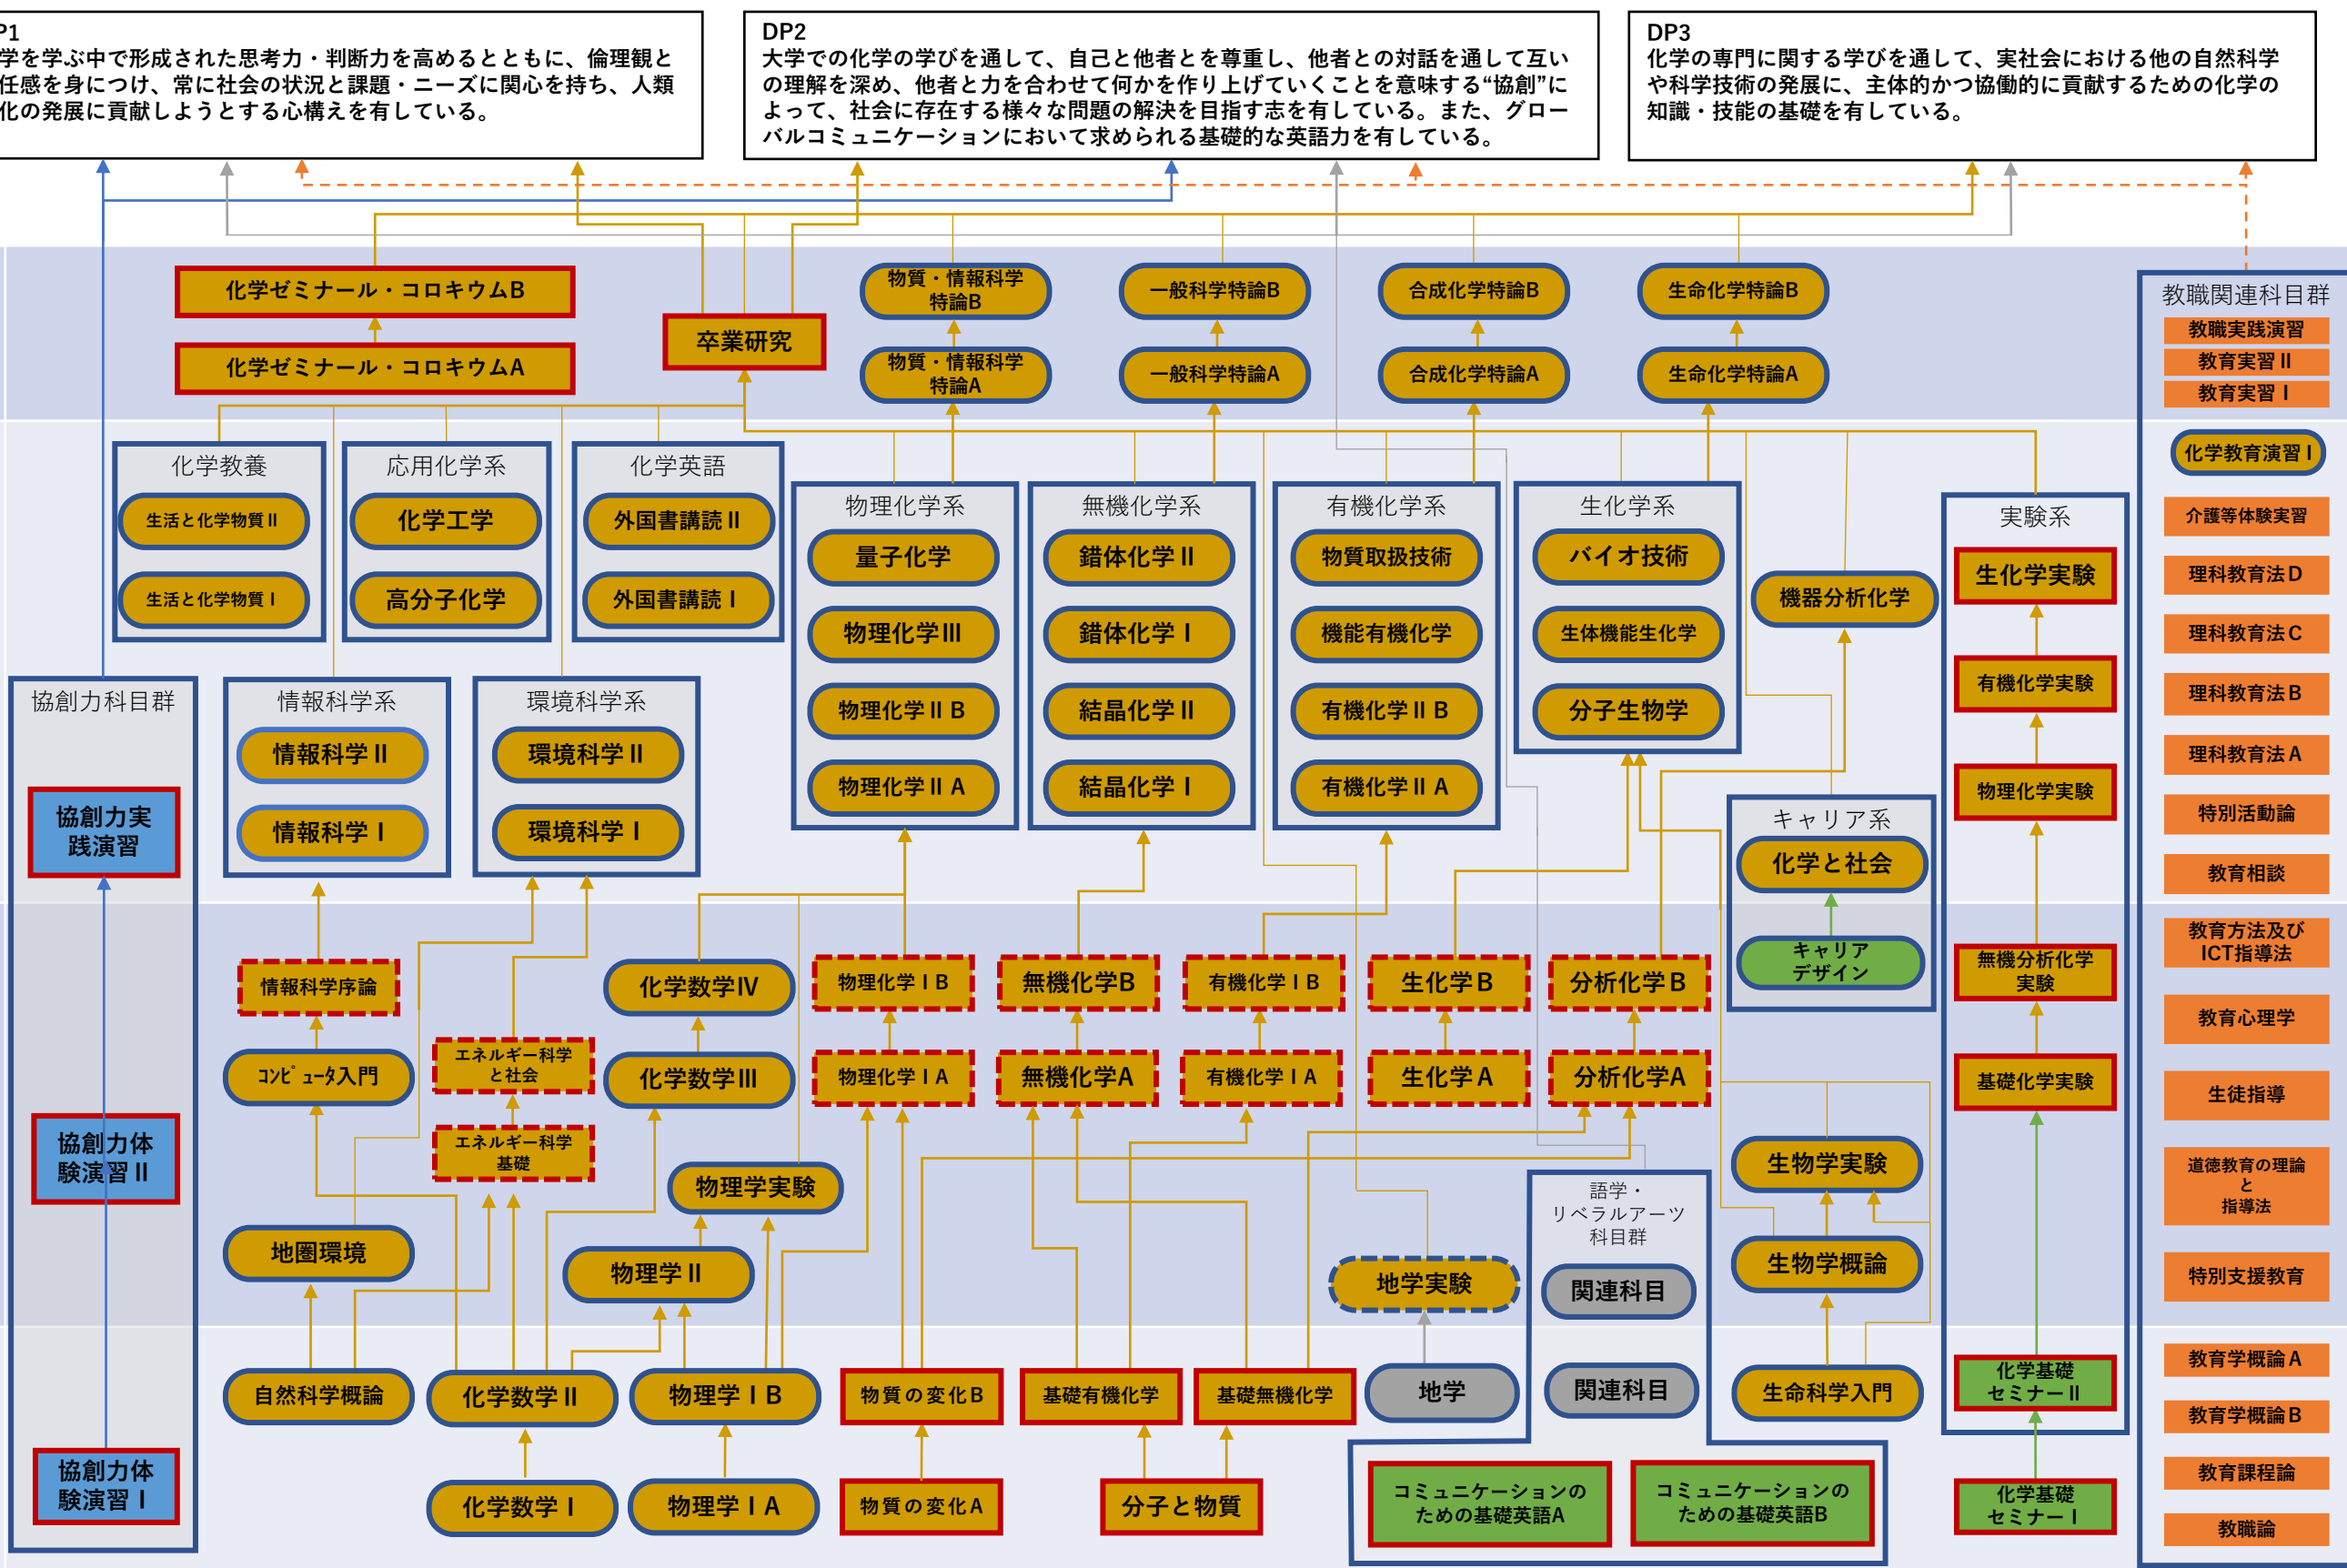 P1
学を学ぶ中で形成された思考力・判断力を高めるとともに、倫理観と
任感を身につけ、常に社会の状況と課題・ニーズに関心を持ち、人類
化の発展に貢献しようとする心構えを有している。
DP2
大学での化学の学びを通して、自己と他者とを尊重し、他者との対話を通して互い
の理解を深め、他者と力を合わせて何かを作り上げていくことを意味する“協創”に
よって、社会に存在する様々な問題の解決を目指す志を有している。また、グロー
バルコミュニケーションにおいて求められる基礎的な英語力を有している。
DP3
化学の専門に関する学びを通して、実社会における他の自然科学
や科学技術の発展に、主体的かつ協働的に貢献するための化学の
知識・技能の基礎を有している。
化学ゼミナール・コロキウムB
化学ゼミナール・コロキウムA
卒業研究
物質・情報科学
特論B
物質・情報科学
特論A
一般科学特論B
一般科学特論A
合成化学特論B
合成化学特論A
生命化学特論B
生命化学特論A
化学教養
生活と化学物質Ⅱ
生活と化学物質Ⅰ
応用化学系
化学工学
高分子化学
化学英語
外国書講読Ⅱ
外国書講読Ⅰ
物理化学系
量子化学
物理化学Ⅲ
物理化学ⅡB
物理化学ⅡA
無機化学系
錯体化学Ⅱ
錯体化学Ⅰ
結晶化学Ⅱ
結晶化学Ⅰ
有機化学系
物質取扱技術
機能有機化学
有機化学ⅡB
有機化学ⅡA
生化学系
バイオ技術
生体機能生化学
分子生物学
機器分析化学
実験系
生化学実験
有機化学実験
物理化学実験
無機分析化学
実験
基礎化学実験
化学基礎
セミナーⅡ
化学基礎
セミナーⅠ
協創力科目群
協創力実
践演習
協創力体
験演習Ⅱ
協創力体
験演習Ⅰ
情報科学系
情報科学Ⅱ
情報科学Ⅰ
環境科学系
環境科学Ⅱ
環境科学Ⅰ
キャリア系
化学と社会
キャリア
デザイン
情報科学序論
コンピュータ入門
エネルギー科学
と社会
エネルギー科学
基礎
化学数学Ⅳ
化学数学Ⅲ
物理化学ⅠB
物理化学ⅠA
無機化学B
無機化学A
有機化学ⅠB
有機化学ⅠA
生化学B
生化学A
分析化学B
分析化学A
物理学実験
物理学Ⅱ
地圏環境
地学実験
語学・
リベラルアーツ
科目群
関連科目
関連科目
生物学実験
生物学概論
生命科学入門
自然科学概論
化学数学Ⅱ
化学数学Ⅰ
物理学ⅠB
物理学ⅠA
物質の変化B
物質の変化A
基礎有機化学
基礎無機化学
分子と物質
地学
コミュニケーションの
ための基礎英語A
コミュニケーションの
ための基礎英語B
教職関連科目群
教職実践演習
教育実習Ⅱ
教育実習Ⅰ
化学教育演習Ⅰ
介護等体験実習
理科教育法D
理科教育法C
理科教育法B
理科教育法A
特別活動論
教育相談
教育方法及び
ICT指導法
教育心理学
生徒指導
道徳教育の理論
と
指導法
特別支援教育
教育学概論A
教育学概論B
教育課程論
教職論